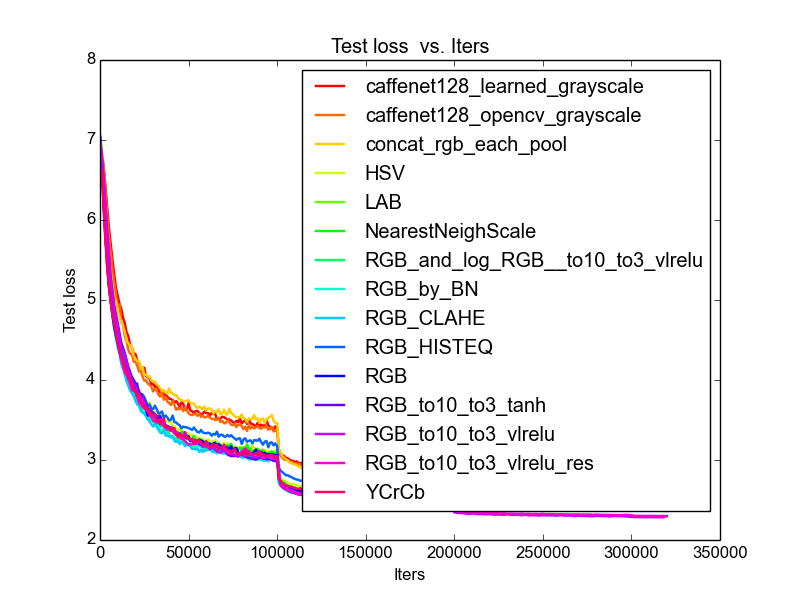 Test loss  vs. Iters
8
7
6
5
4
3
2
Test loss
caffenet128_learned_grayscale
caffenet128_opencv_grayscale
concat_rgb_each_pool
HSV
LAB
NearestNeighScale
RGB_and_log_RGB__to10_to3_vlrelu
RGB_by_BN
RGB_CLAHE
RGB_HISTEQ
RGB
RGB_to10_to3_tanh
RGB_to10_to3_vlrelu
RGB_to10_to3_vlrelu_res
YCrCb
0 50000 100000 150000 200000 250000 300000 350000
Iters